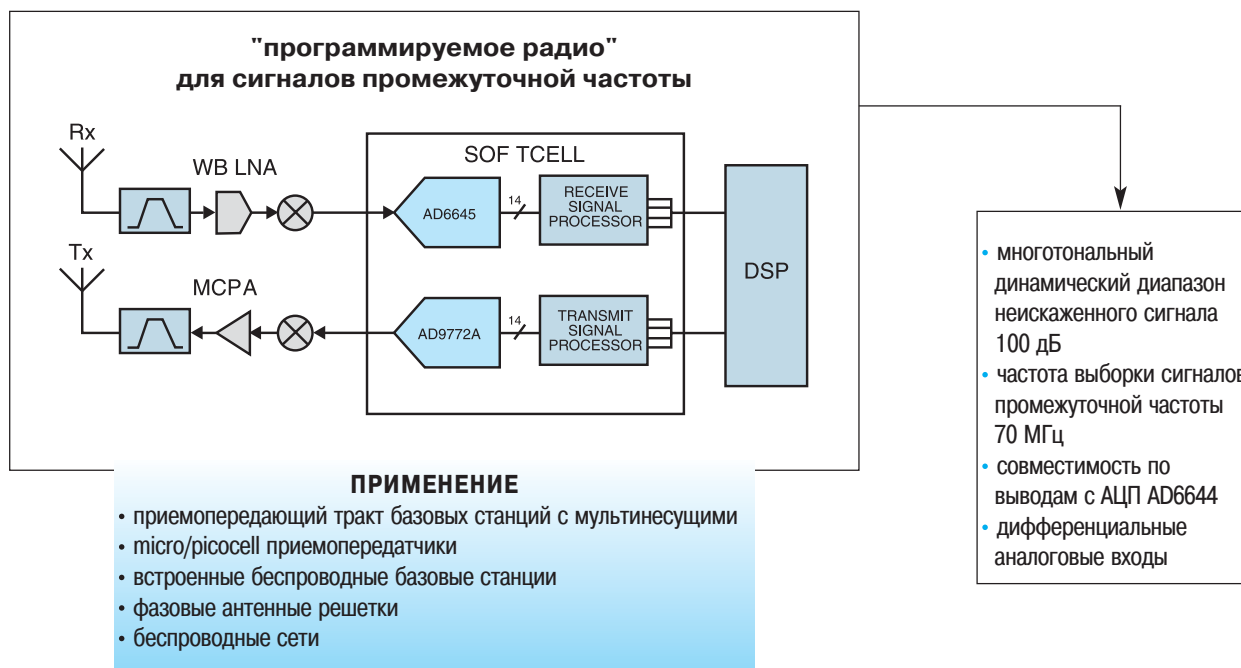 "программируемое радио"
для сигналов промежуточной частоты
Rx
WB LNA
SOF TCELL
AD6645
14
RECEIVE
SIGNAL
PROCESSOR
DSP
Tx
MCPA
AD9772A
14
TRANSMIT
SIGNAL
PROCESSOR
ПРИМЕНЕНИЕ
• приемопередающий тракт базовых станций с мультинесущими
• micro/picocell приемопередатчики
• встроенные беспроводные базовые станции
• фазовые антенные решетки
• беспроводные сети
• многотональный
динамический диапазон
неискаженного сигнала
100 дБ
• частота выборки сигналов
промежуточной частоты
70 МГц
• совместимость по
выводам с АЦП AD6644
• дифференциальные
аналоговые входы